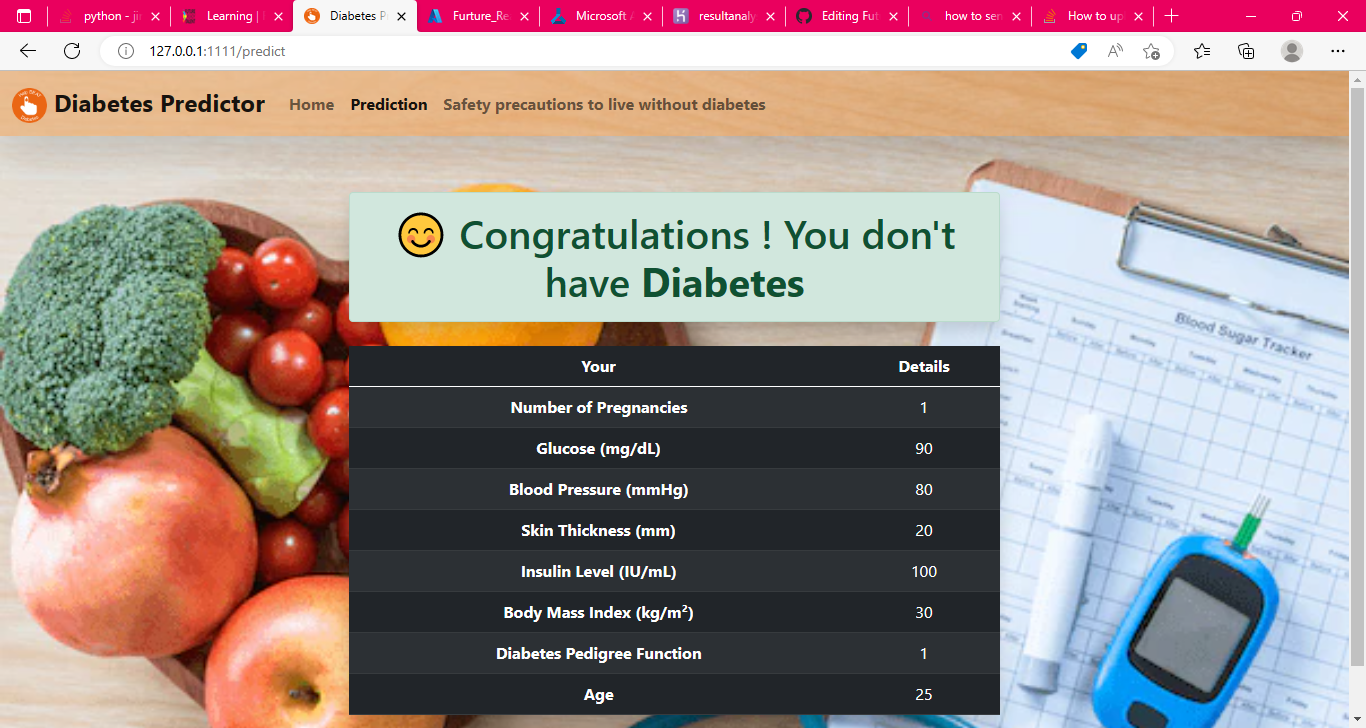 python - ji
Learning |
Diabetes P
Furture_Re
Microsoft
resultanaly
Editing Fut
how to sen
How to up
127.0.0.1:1111/predict
Diabetes Predictor Home Prediction Safety precautions to live without diabetes
Congratulations ! You don't
have Diabetes
Blood Sugar Tracker
Your Details
Number of Pregnancies 1
Glucose (mg/dL) 90
Blood Pressure (mmHg) 80
Skin Thickness (mm) 20
Insulin Level (IU/mL) 100
Body Mass Index (kg/m²) 30
Diabetes Pedigree Function 1
Age 25